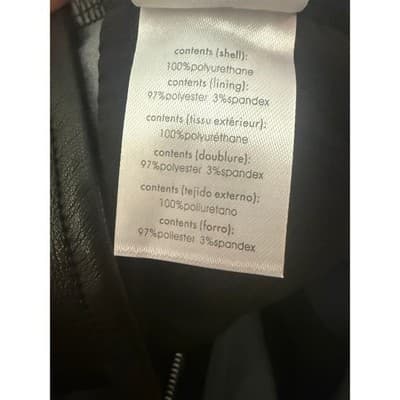 contents (shell):
100%polyurethane
contents (lining):
97%polyester 3%spandex
contents (tissu extérieur):
100%polyuréthane
contents (doublure):
97%polyester 3%spandex
contents (tejido externo):
100%poliuretano
contents (forro):
97%poliester 3%spandex